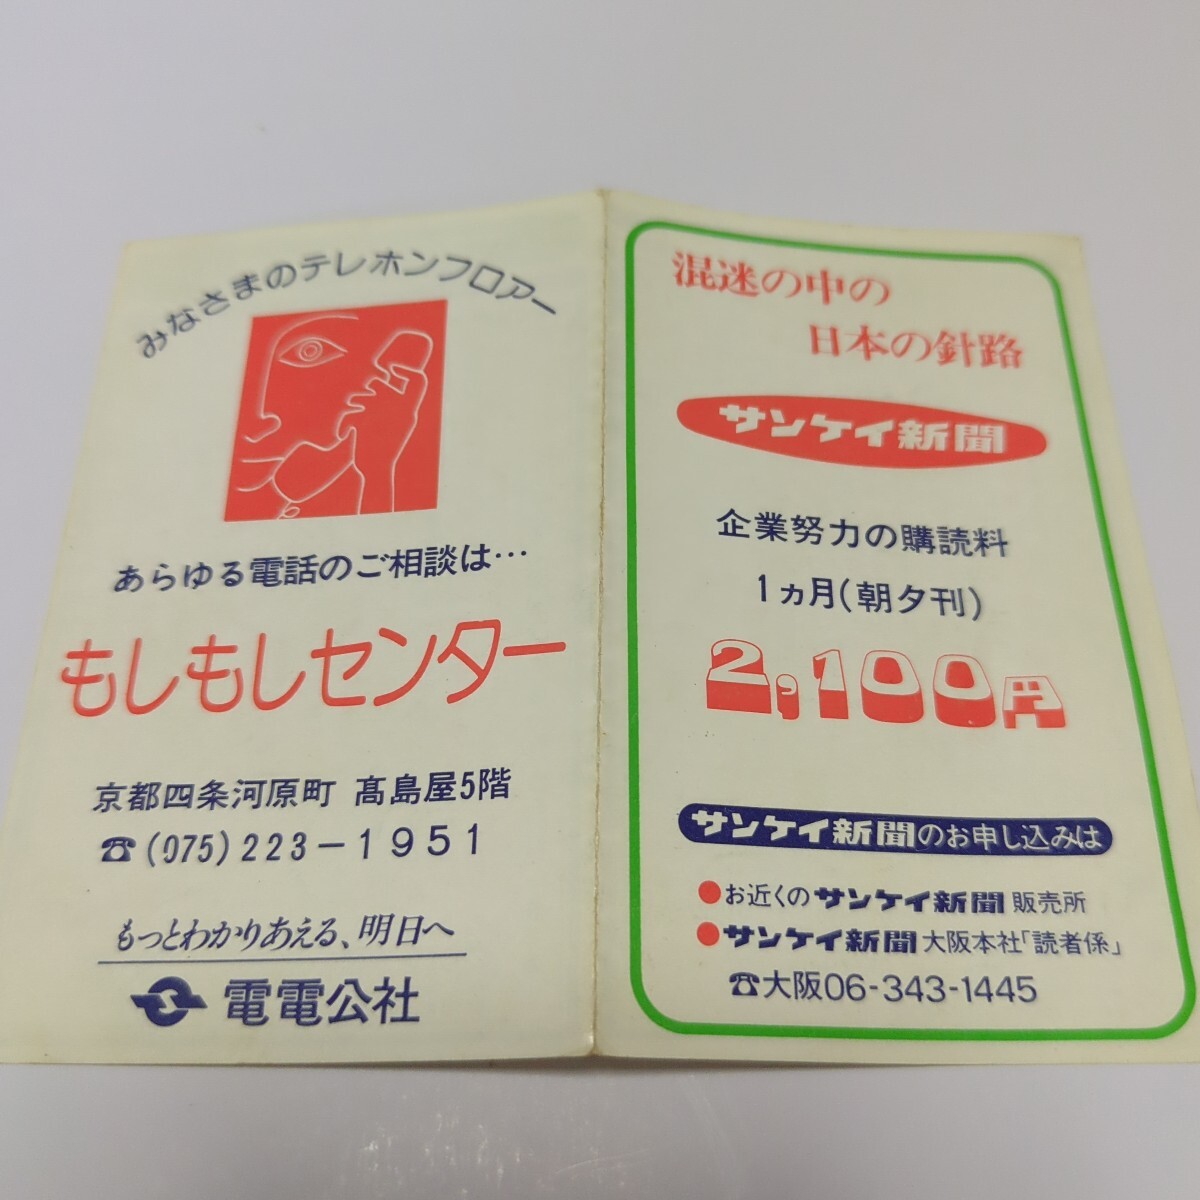 みなさまのテレホンフロアー
あらゆる電話のご相談は…
もしもしセンター
京都四条河原町 髙島屋5階
☎(075)223-1951
もっとわかりあえる、明日へ
電電公社
混迷の中の
日本の針路
サンケイ新聞
企業努力の購読料
1ヵ月(朝夕刊)
2,100円
サンケイ新聞のお申し込みは
●お近くのサンケイ新聞販売所
●サンケイ新聞大阪本社「読者係」
☎大阪06-343-1445